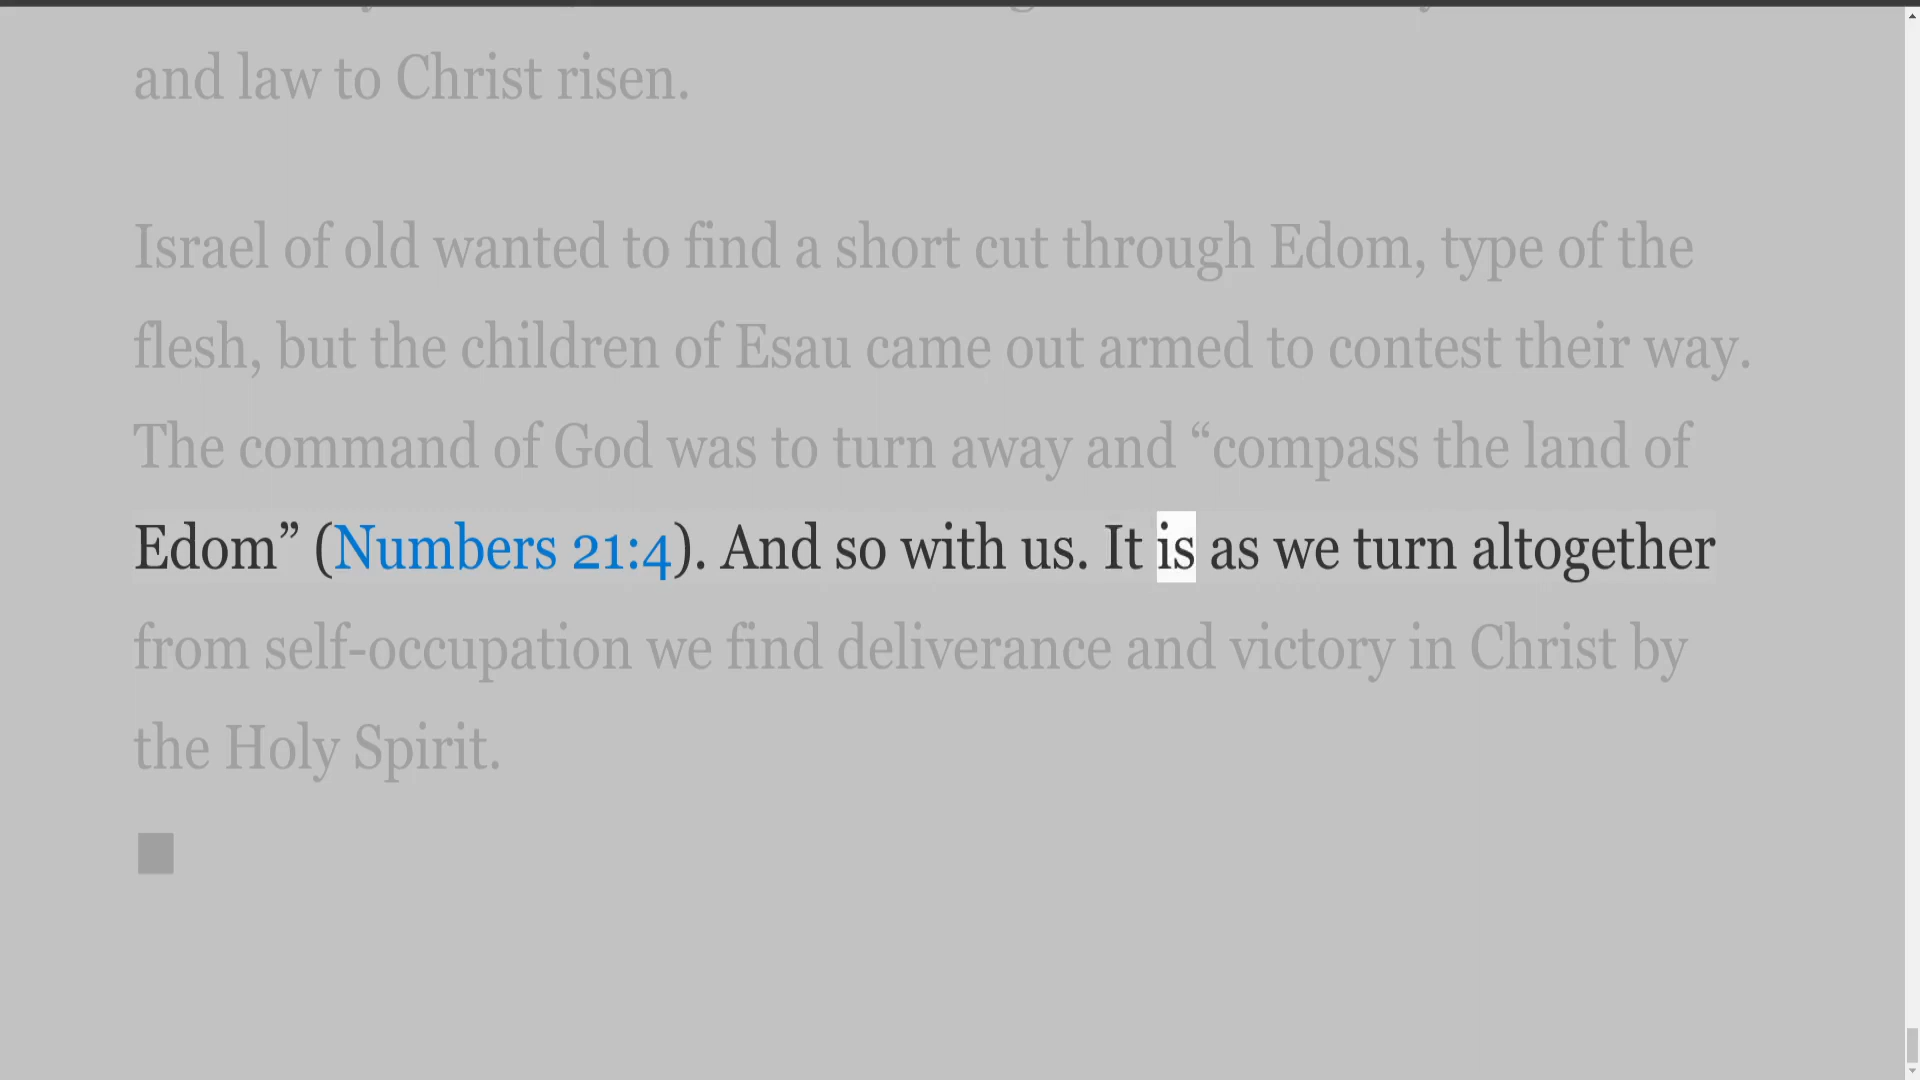 and law to Christ risen.
Israel of old wanted to find a short cut through Edom, type of the
flesh, but the children of Esau came out armed to contest their way.
The command of God was to turn away and “compass the land of
Edom” (Numbers 21:4). And so with us. It is as we turn altogether
from self-occupation we find deliverance and victory in Christ by
the Holy Spirit.